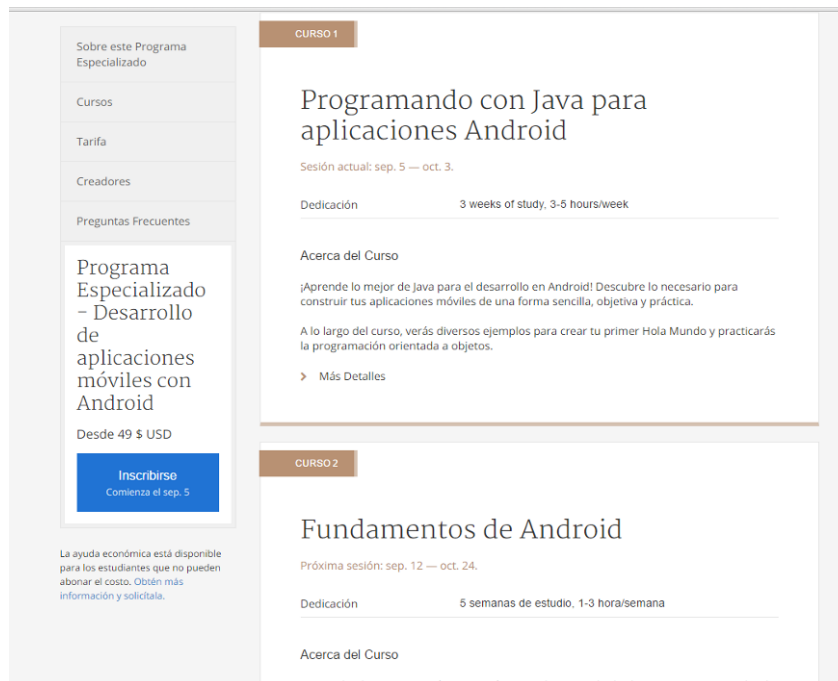 Sobre este Programa
Especializado
Cursos
Tarifa
Creadores
Preguntas Frecuentes
Programa
Especializado
- Desarrollo
de
aplicaciones
móviles con
Android
Desde 49 $ USD
Inscribirse
Comienza el sep. 5
La ayuda económica está disponible
para los estudiantes que no pueden
abonar el costo. Obtén más
información y solicítala.
CURSO 1
Programando con Java para
aplicaciones Android
Sesión actual: sep. 5 — oct. 3.
Dedicación 3 weeks of study, 3-5 hours/week
Acerca del Curso
¡Aprende lo mejor de Java para el desarrollo en Android! Descubre lo necesario para
construir tus aplicaciones móviles de una forma sencilla, objetiva y práctica.
A lo largo del curso, verás diversos ejemplos para crear tu primer Hola Mundo y practicarás
la programación orientada a objetos.
Más Detalles
CURSO 2
Fundamentos de Android
Próxima sesión: sep. 12 — oct. 24.
Dedicación 5 semanas de estudio, 1-3 hora/semana
Acerca del Curso